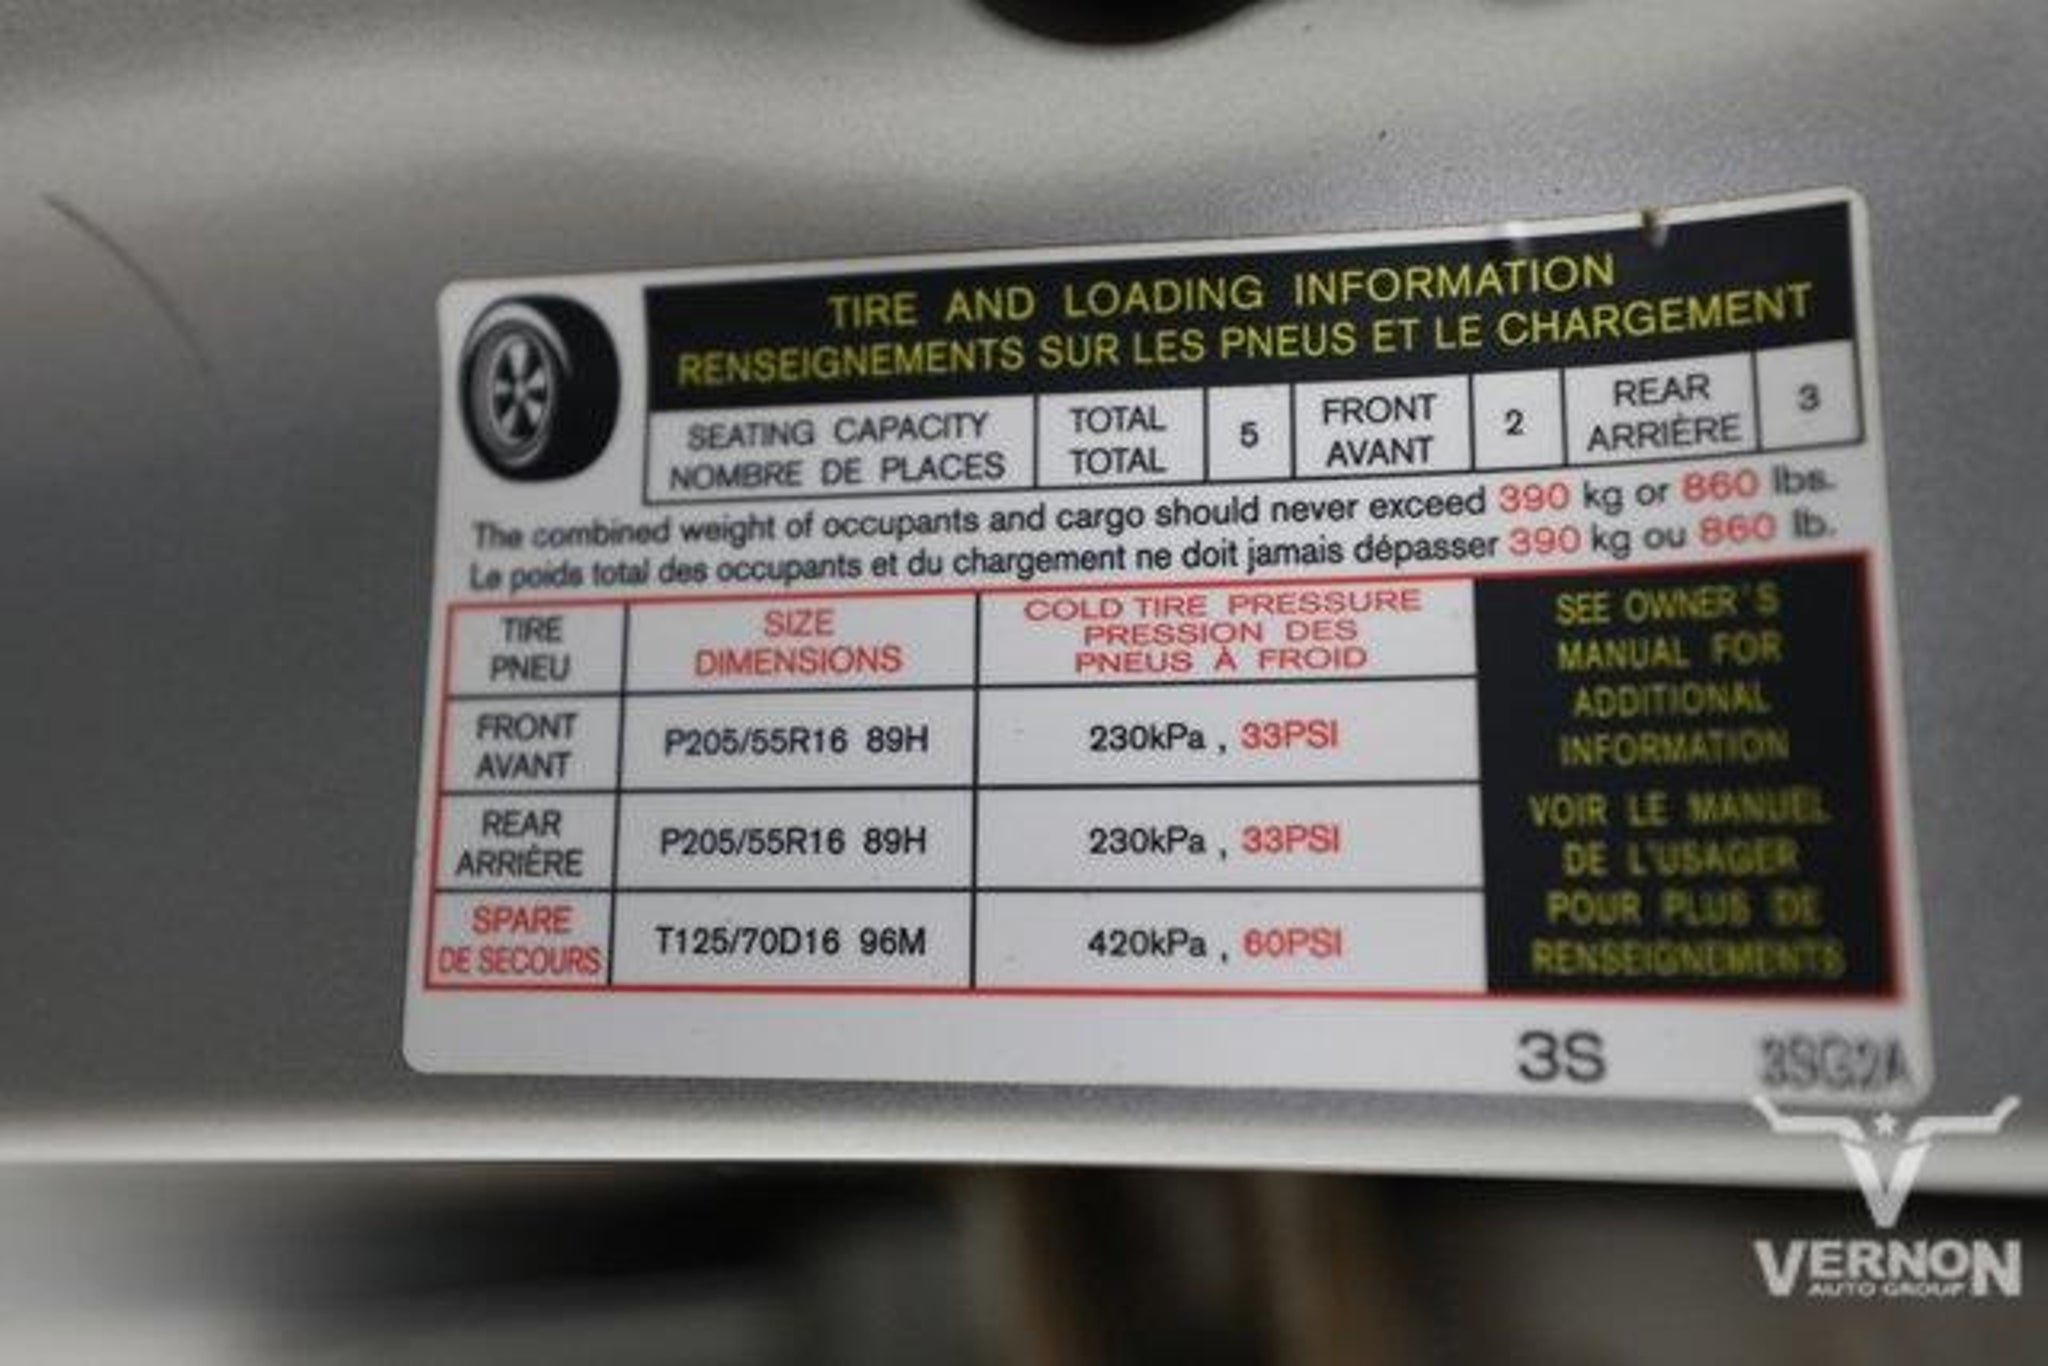 TIRE AND LOADING INFORMATION
RENSEIGNEMENTS SUR LES PNEUS ET LE CHARGEMENT
SEATING CAPACITY TOTAL 5 FRONT 2 REAR 3
NOMBRE DE PLACES TOTAL AVANT ARRIÈRE
The combined weight of occupants and cargo should never exceed 390 kg or 860 lbs.
Le poids total des occupants et du chargement ne doit jamais dépasser 390 kg ou 860 lb.
TIRE
PNEU
SIZE
DIMENSIONS
COLD TIRE PRESSURE
PRESSION DES
PNEUS À FROID
FRONT
AVANT
P205/55R16 89H
230kPa , 33PSI
REAR
ARRIÈRE
P205/55R16 89H
230kPa , 33PSI
SPARE
DE SECOURS
T125/70D16 96M
420kPa , 60PSI
SEE OWNER'S
MANUAL FOR
ADDITIONAL
INFORMATION
VOIR LE MANUEL
DE L'USAGER
POUR PLUS DE
RENSEIGNEMENTS
3S 3SG2A
VERNON
AUTO GROUP